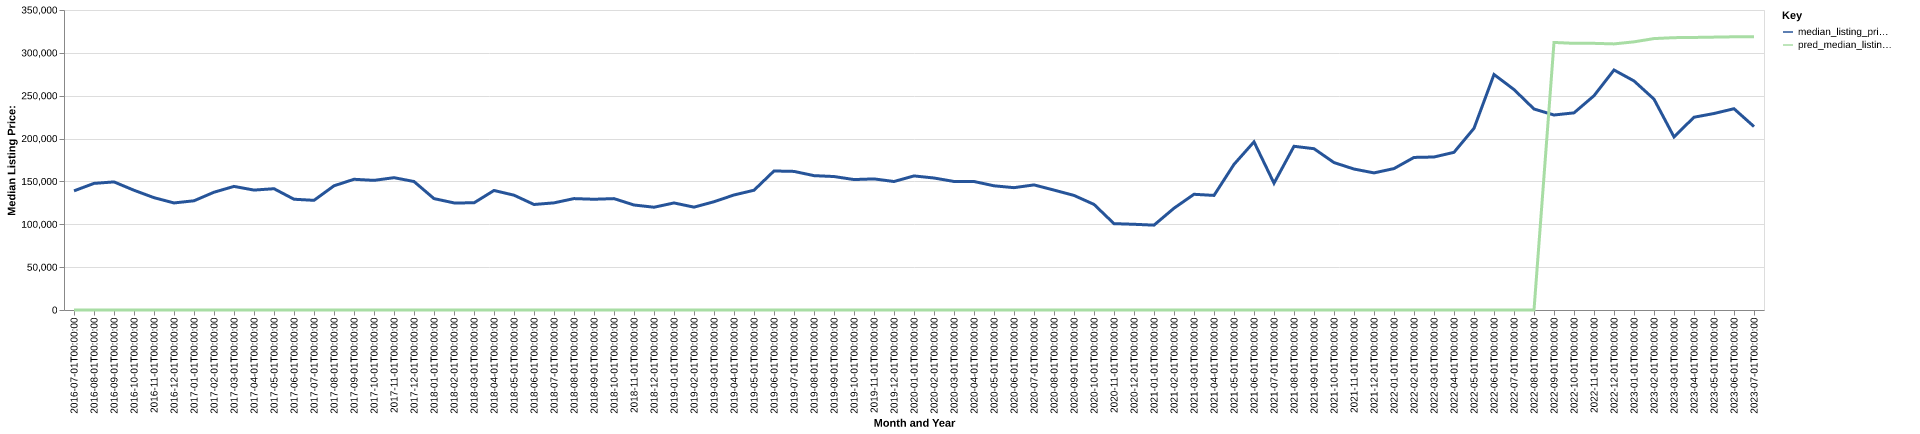 350,000
300,000
250,000
200,000
150,000
100,000
50,000
0
Median Listing Price:
2016-07-01T00:00:00
2016-08-01T00:00:00
2016-09-01T00:00:00
2016-10-01T00:00:00
2016-11-01T00:00:00
2016-12-01T00:00:00
2017-01-01T00:00:00
2017-02-01T00:00:00
2017-03-01T00:00:00
2017-04-01T00:00:00
2017-05-01T00:00:00
2017-06-01T00:00:00
2017-07-01T00:00:00
2017-08-01T00:00:00
2017-09-01T00:00:00
2017-10-01T00:00:00
2017-11-01T00:00:00
2017-12-01T00:00:00
2018-01-01T00:00:00
2018-02-01T00:00:00
2018-03-01T00:00:00
2018-04-01T00:00:00
2018-05-01T00:00:00
2018-06-01T00:00:00
2018-07-01T00:00:00
2018-08-01T00:00:00
2018-09-01T00:00:00
2018-10-01T00:00:00
2018-11-01T00:00:00
2018-12-01T00:00:00
2019-01-01T00:00:00
2019-02-01T00:00:00
2019-03-01T00:00:00
2019-04-01T00:00:00
2019-05-01T00:00:00
2019-06-01T00:00:00
2019-07-01T00:00:00
2019-08-01T00:00:00
2019-09-01T00:00:00
2019-10-01T00:00:00
2019-11-01T00:00:00
2019-12-01T00:00:00
2020-01-01T00:00:00
2020-02-01T00:00:00
2020-03-01T00:00:00
2020-04-01T00:00:00
2020-05-01T00:00:00
2020-06-01T00:00:00
2020-07-01T00:00:00
2020-08-01T00:00:00
2020-09-01T00:00:00
2020-10-01T00:00:00
2020-11-01T00:00:00
2020-12-01T00:00:00
2021-01-01T00:00:00
2021-02-01T00:00:00
2021-03-01T00:00:00
2021-04-01T00:00:00
2021-05-01T00:00:00
2021-06-01T00:00:00
2021-07-01T00:00:00
2021-08-01T00:00:00
2021-09-01T00:00:00
2021-10-01T00:00:00
2021-11-01T00:00:00
2021-12-01T00:00:00
2022-01-01T00:00:00
2022-02-01T00:00:00
2022-03-01T00:00:00
2022-04-01T00:00:00
2022-05-01T00:00:00
2022-06-01T00:00:00
2022-07-01T00:00:00
2022-08-01T00:00:00
2022-09-01T00:00:00
2022-10-01T00:00:00
2022-11-01T00:00:00
2022-12-01T00:00:00
2023-01-01T00:00:00
2023-02-01T00:00:00
2023-03-01T00:00:00
2023-04-01T00:00:00
2023-05-01T00:00:00
2023-06-01T00:00:00
2023-07-01T00:00:00
Month and Year
Key
median_listing_pri…
pred_median_listin…